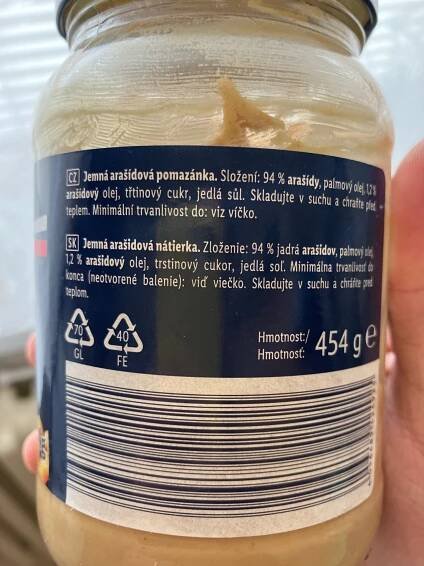 CZ Jemná arašídová pomazánka. Složení: 94 % arašídy, palmový olej, 1,2 %
arašídový olej, třtinový cukr, jedlá sůl. Skladujte v suchu a chraňte před
teplem. Minimální trvanlivost do: viz víčko.
SK Jemná arašidová nátierka. Zloženie: 94 % jadrá arašidov, palmový olej,
1,2 % arašidový olej, trstinový cukor, jedlá soľ. Minimálna trvanlivosť do
konca (neotvorené balenie): viď viečko. Skladujte v suchu a chráňte pred
teplom.
70
GL
40
FE
Hmotnost:/
Hmotnosť:
454 g e